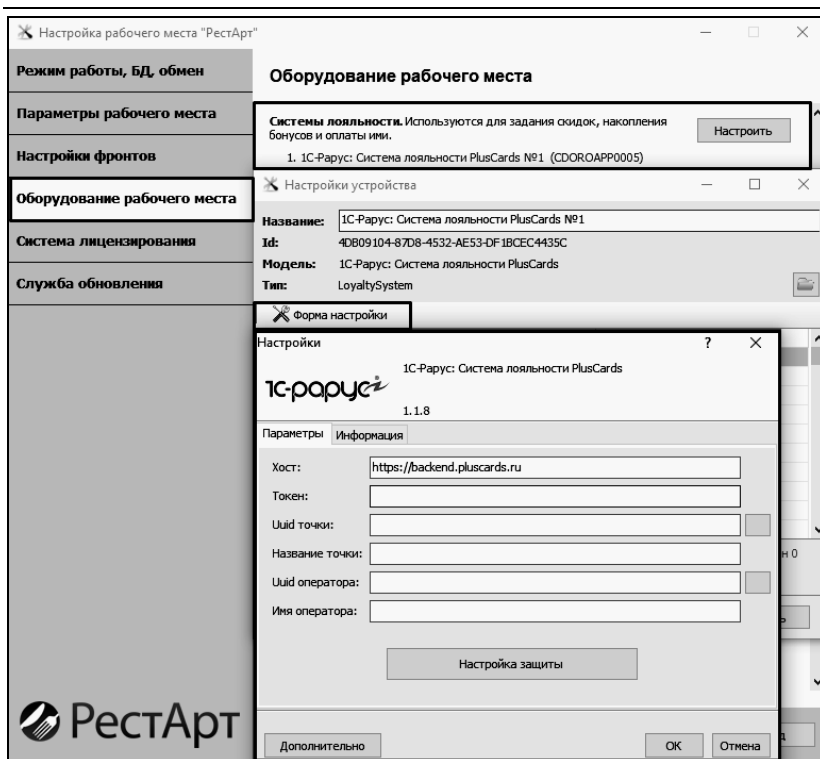 Настройка рабочего места "РестАрт"
Режим работы, БД, обмен
Параметры рабочего места
Настройки фронтов
Оборудование рабочего места
Система лицензирования
Служба обновления
Оборудование рабочего места
Системы лояльности. Используются для задания скидок, накопления
бонусов и оплаты ими.
Настроить
1. 1С-Рарус: Система лояльности PlusCards №1 (CDOROAPP0005)
Настройки устройства
Название: 1С-Рарус: Система лояльности PlusCards №1
Id: 4DB09104-87D8-4532-AE53-DF1BCEC4435C
Модель: 1С-Рарус: Система лояльности PlusCards
Тип: LoyaltySystem
Форма настройки
Настройки
1С-Рарус: Система лояльности PlusCards
1с-рарус
1.1.8
Параметры Информация
Хост: https://backend.pluscards.ru
Токен:
Uuid точки:
Название точки:
Uuid оператора:
Имя оператора:
н 0
Настройка защиты
РестАрт
Дополнительно
ОК
Отмена